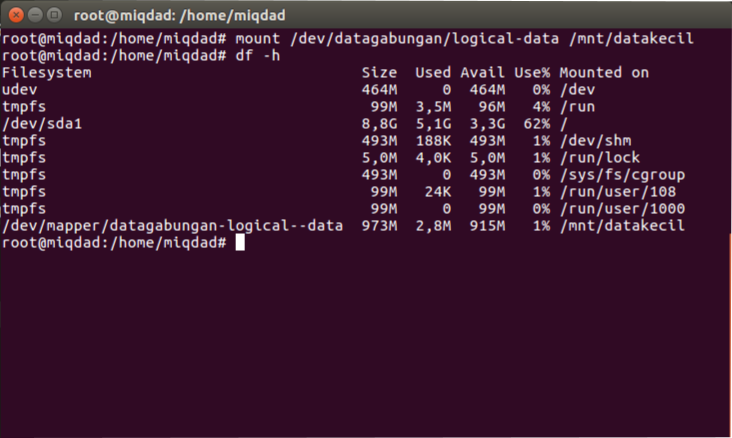 root@miqdad: /home/miqdad
root@miqdad:/home/miqdad# mount /dev/datagabungan/logical-data /mnt/datakecil
root@miqdad:/home/miqdad# df -h
Filesystem                               Size  Used Avail Use% Mounted on
udev                                     464M     0  464M   0% /dev
tmpfs                                     99M  3,5M   96M   4% /run
/dev/sda1                                8,8G  5,1G  3,3G  62% /
tmpfs                                    493M  188K  493M   1% /dev/shm
tmpfs                                    5,0M  4,0K  5,0M   1% /run/lock
tmpfs                                    493M     0  493M   0% /sys/fs/cgroup
tmpfs                                     99M   24K   99M   1% /run/user/108
tmpfs                                     99M     0   99M   0% /run/user/1000
/dev/mapper/datagabungan-logical--data  973M  2,8M  915M   1% /mnt/datakecil
root@miqdad:/home/miqdad#